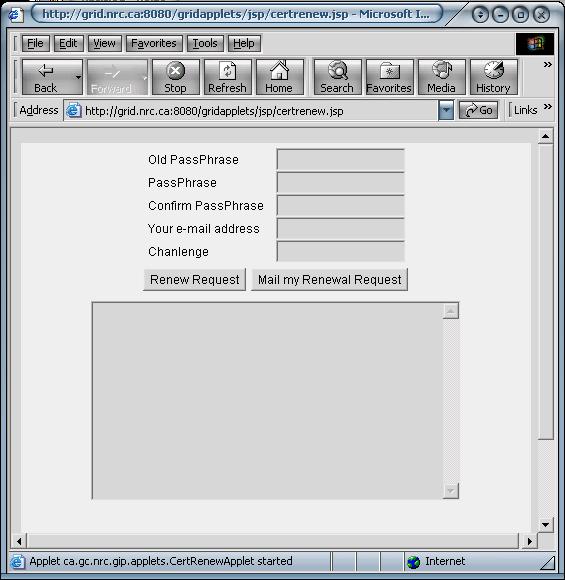 http://grid.nrc.ca:8080/gridapplets/jsp/certrenew.jsp - Microsoft I...
File Edit View Favorites Tools Help
Back Forward Stop Refresh Home Search Favorites Media History »
Address http://grid.nrc.ca:8080/gridapplets/jsp/certrenew.jsp Go Links »
Old PassPhrase
PassPhrase
Confirm PassPhrase
Your e-mail address
Chanlenge
Renew Request Mail my Renewal Request
Applet ca.gc.nrc.gip.applets.CertRenewApplet started Internet